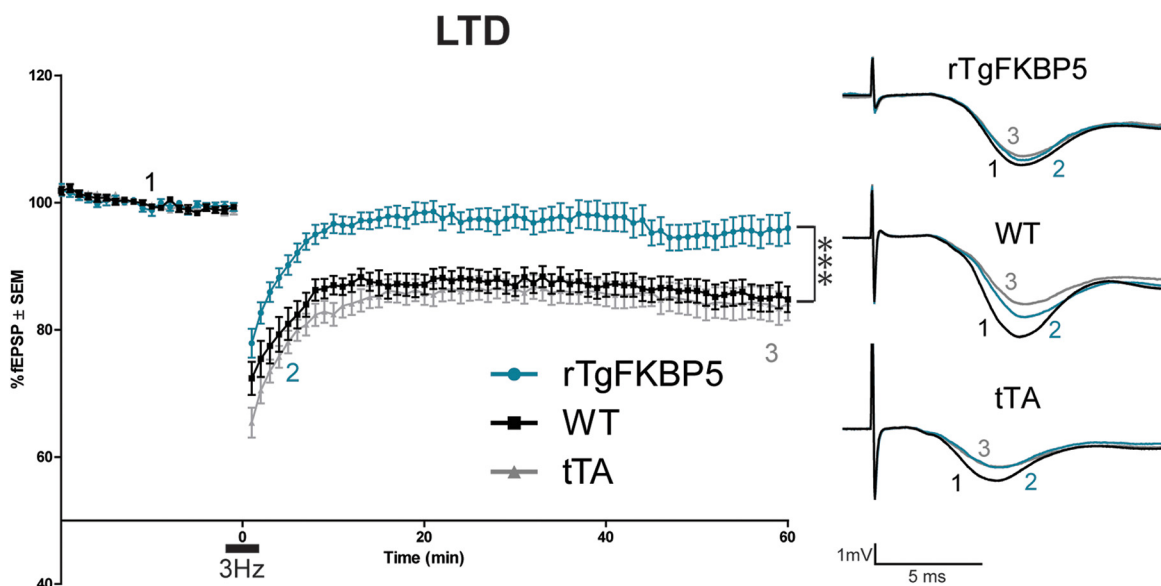 LTD
120
100
80
60
40
%fEPSP ± SEM
1
2
3
***
rTgFKBP5
WT
tTA
0
20
40
60
Time (min)
3Hz
rTgFKBP5
3
1
2
WT
3
1
2
tTA
3
1
2
1mV
5 ms